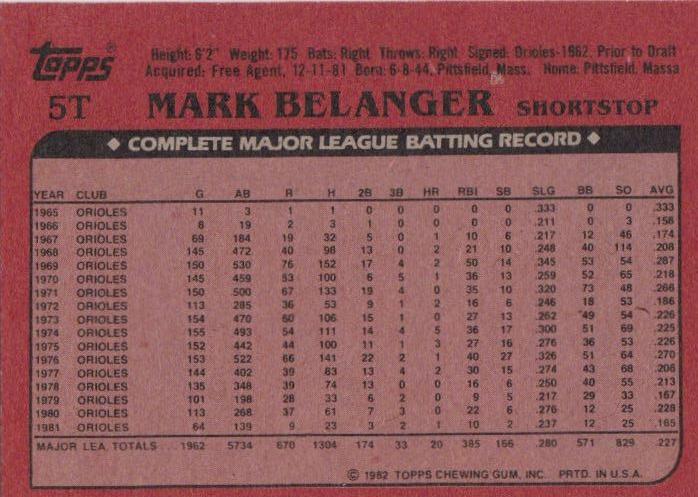 Topps®
Height: 6'2" Weight: 175 Bats: Right Throws: Right Signed: Orioles-1962, Prior to Draft
Acquired: Free Agent, 12-11-81 Born: 6-8-44, Pittsfield, Mass. Home: Pittsfield, Massa
5T MARK BELANGER SHORTSTOP
◆ COMPLETE MAJOR LEAGUE BATTING RECORD ◆
YEAR CLUB G AB R H 2B 3B HR RBI SB SLG BB SO AVG
1965 ORIOLES 11 3 1 1 0 0 0 0 0 .333 0 0 .333
1966 ORIOLES 8 19 2 3 1 0 0 0 0 .211 0 3 .158
1967 ORIOLES 69 184 19 32 5 0 1 10 6 .217 12 46 .174
1968 ORIOLES 145 472 40 98 13 0 2 21 10 .248 40 114 .208
1969 ORIOLES 150 530 76 152 17 4 2 50 14 .345 53 54 .287
1970 ORIOLES 145 459 53 100 6 5 1 36 13 .259 52 65 .218
1971 ORIOLES 150 500 67 133 19 4 0 35 10 .320 73 48 .266
1972 ORIOLES 113 285 36 53 9 1 2 16 6 .246 18 53 .186
1973 ORIOLES 154 470 60 106 15 1 0 27 13 .262 49 54 .226
1974 ORIOLES 155 493 54 111 14 4 5 36 17 .300 51 69 .225
1975 ORIOLES 152 442 44 100 11 1 3 27 16 .276 36 53 .226
1976 ORIOLES 153 522 66 141 22 2 1 40 27 .326 51 64 .270
1977 ORIOLES 144 402 39 83 13 4 2 30 15 .274 43 68 .206
1978 ORIOLES 135 348 39 74 13 0 0 16 6 .250 40 55 .213
1979 ORIOLES 101 198 28 33 6 2 0 9 5 .217 29 33 .167
1980 ORIOLES 113 268 37 61 7 3 0 22 6 .276 12 25 .228
1981 ORIOLES 64 139 9 23 3 2 1 10 2 .237 12 25 .165
MAJOR LEA. TOTALS 1962 5734 670 1304 174 33 20 385 166 .280 571 829 .227
© 1982 TOPPS CHEWING GUM, INC. PRTD. IN U.S.A.